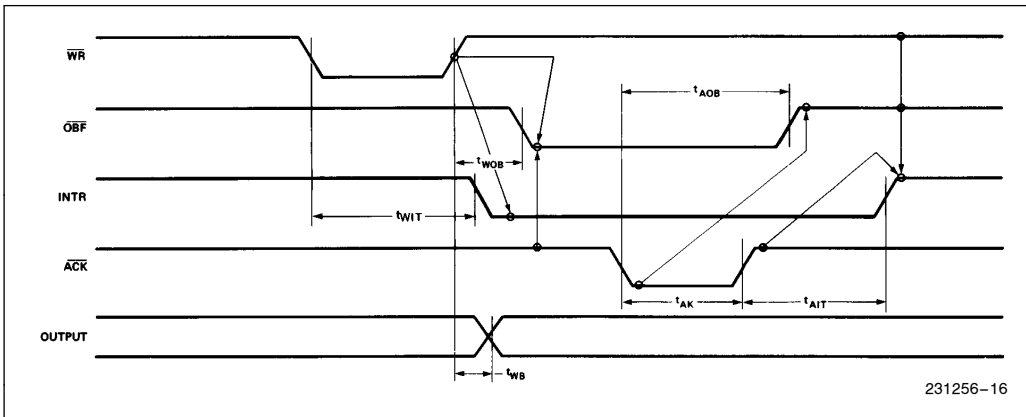 WR
tAOB
OBF
tWOB
INTR
tWIT
ACK
tAK
tAIT
OUTPUT
tWB
231256–16